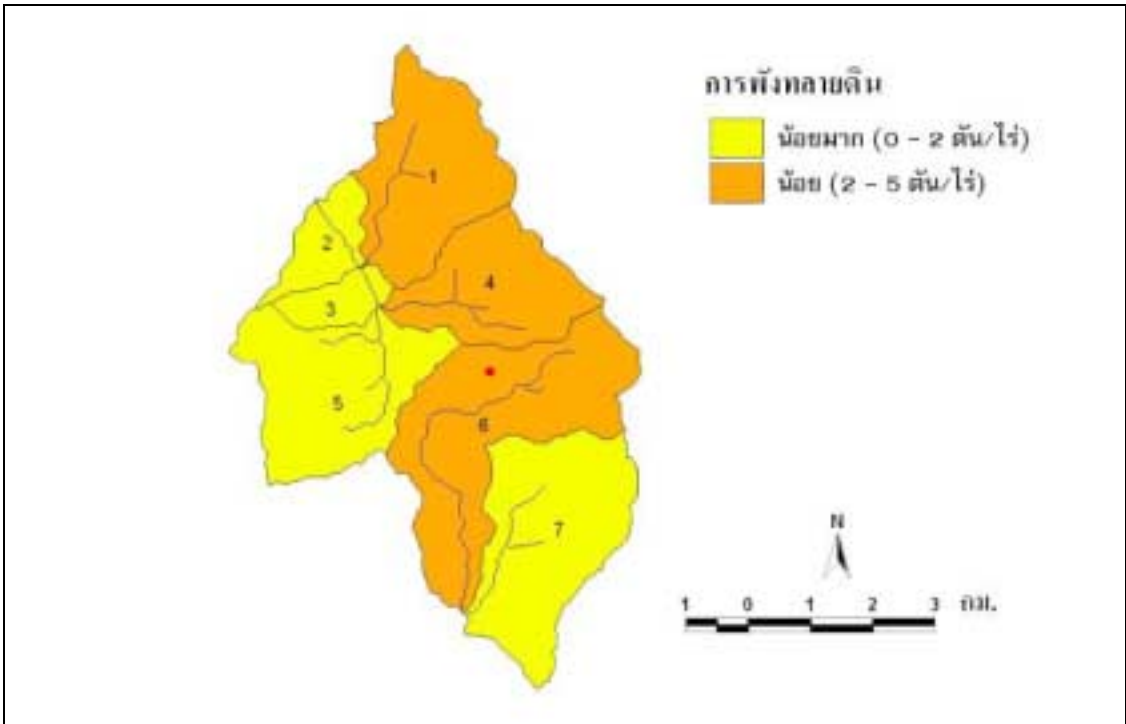 การพังทลายดิน
น้อยมาก (0 - 2 ตัน/ไร่)
น้อย (2 - 5 ตัน/ไร่)
1
2
4
3
5
6
7
N
1 0 1 2 3 กม.